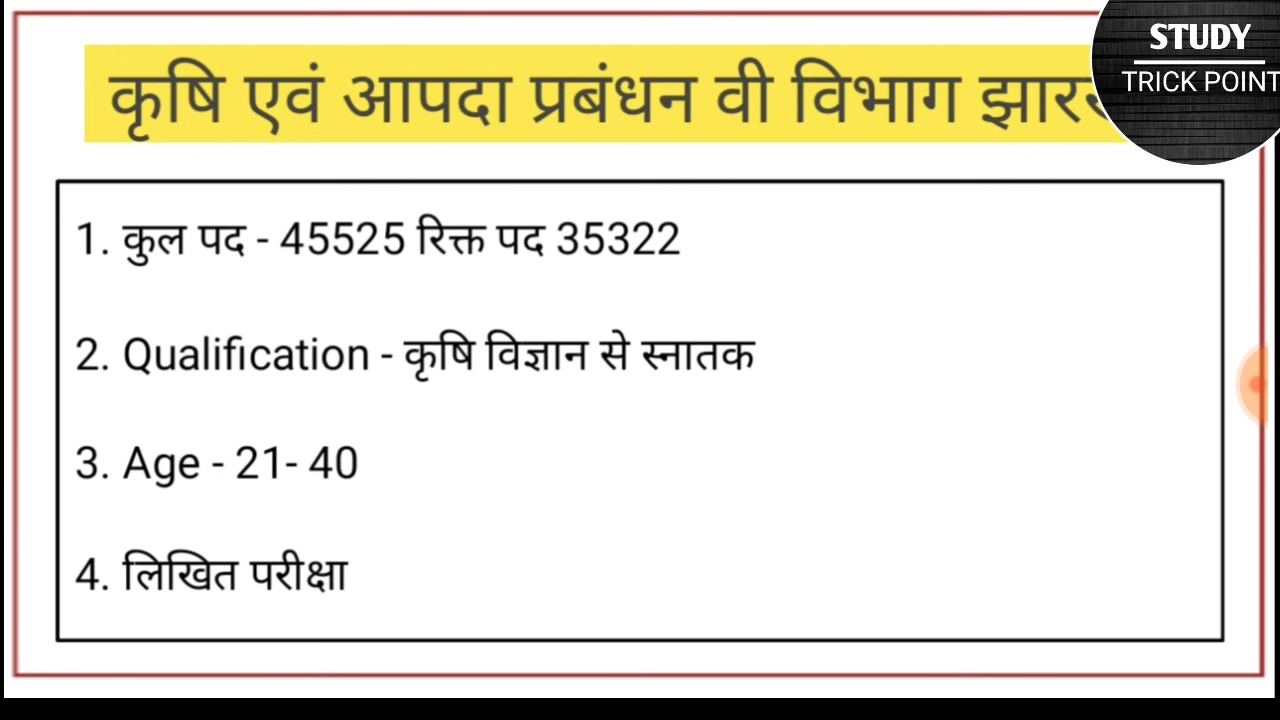 कृषि एवं आपदा प्रबंधन वी विभाग
STUDY
TRICK POINT
1. कुल पद - 45525 रिक्त पद 35322
2. Qualification - कृषि विज्ञान से स्नातक
3. Age - 21- 40
4. लिखित परीक्षा